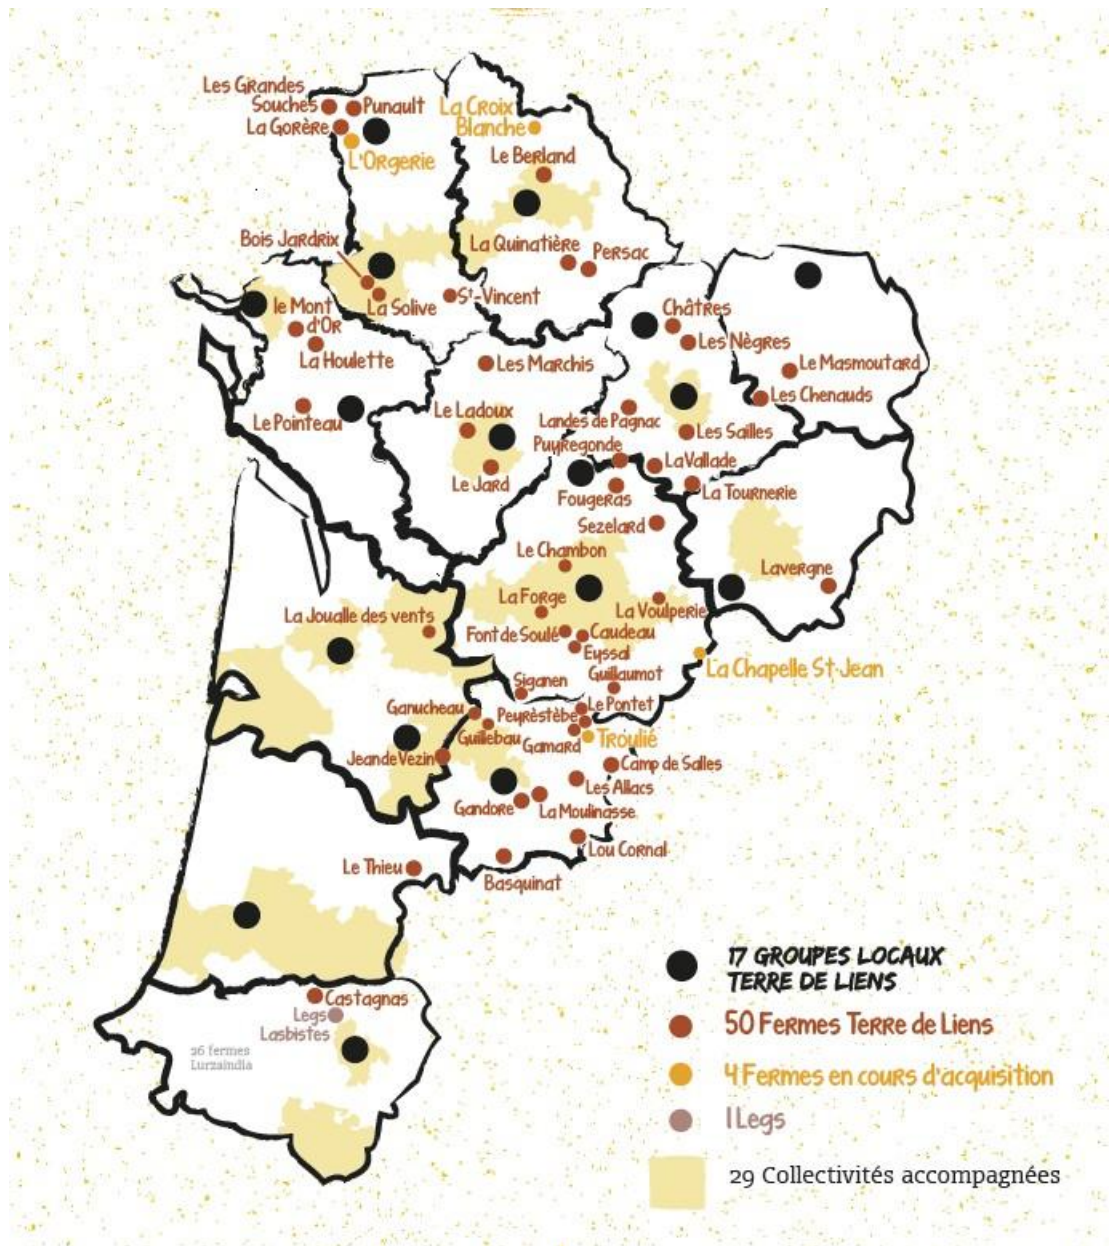 Les Grandes
Souches
Punault
La Gorère
L'Orgerie
La Croix
Blanche
Le Berland
La Quinatière
Persac
Bois Jardrix
La Solive
St-Vincent
le Mont
d'Or
La Houlette
Le Pointeau
Les Marchis
Le Ladoux
Le Jard
Châtres
Les Nègres
Le Masmoutard
Les Chenauds
Landes de Pagnac
Les Sailles
Puyregonde
La Vallade
Fougeras
La Tournerie
Sezelard
Le Chambon
Lavergne
La Forge
La Voulperie
La Joualle des vents
Font de Soulé
Caudeau
Eyssal
La Chapelle St-Jean
Guillaumot
Siganen
Le Pontet
Ganucheau
Peyrèstèbe
Guillebau
Gamard
Troulié
Jean de Vezin
Camp de Salles
Les Allacs
Gandore
La Moulinasse
Lou Cornal
Le Thieu
Basquinat
Castagnas
Legs
Lasbistes
26 fermes
Lurzaindia
17 GROUPES LOCAUX
TERRE DE LIENS
50 Fermes Terre de Liens
4 Fermes en cours d'acquisition
1 Legs
29 Collectivités accompagnées